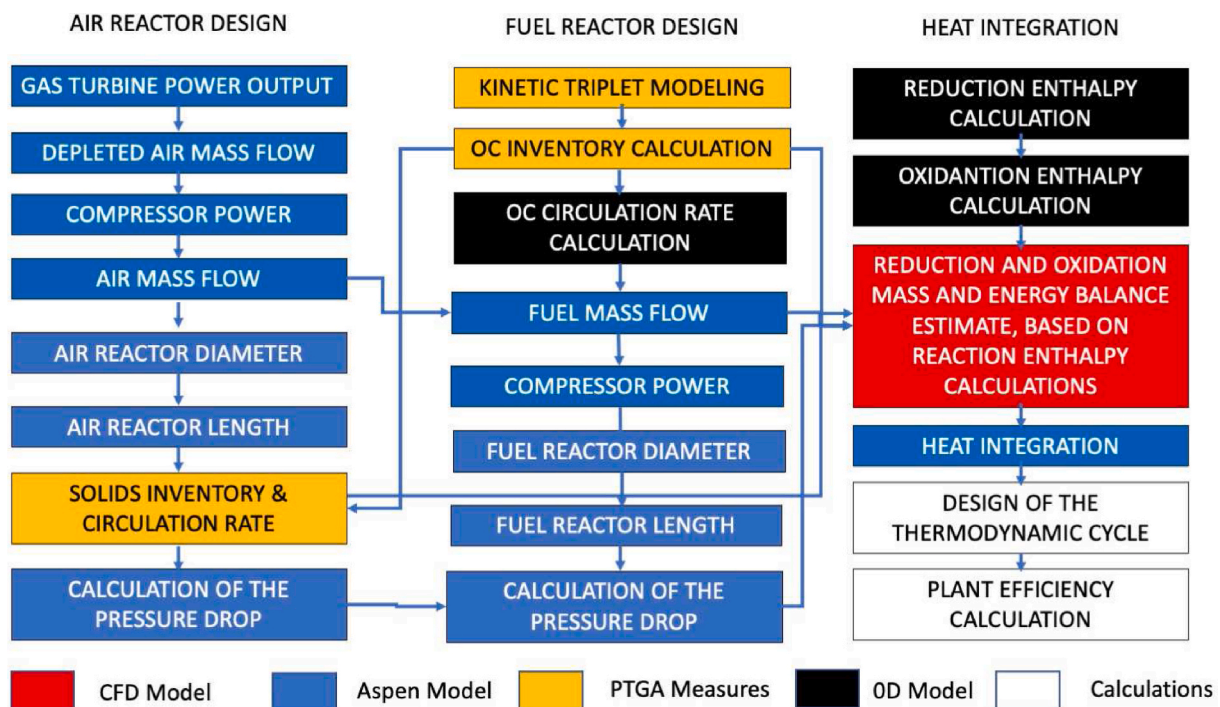 AIR REACTOR DESIGN
GAS TURBINE POWER OUTPUT
DEPLETED AIR MASS FLOW
COMPRESSOR POWER
AIR MASS FLOW
AIR REACTOR DIAMETER
AIR REACTOR LENGTH
SOLIDS INVENTORY &
CIRCULATION RATE
CALCULATION OF THE
PRESSURE DROP
FUEL REACTOR DESIGN
KINETIC TRIPLET MODELING
OC INVENTORY CALCULATION
OC CIRCULATION RATE
CALCULATION
FUEL MASS FLOW
COMPRESSOR POWER
FUEL REACTOR DIAMETER
FUEL REACTOR LENGTH
CALCULATION OF THE
PRESSURE DROP
HEAT INTEGRATION
REDUCTION ENTHALPY
CALCULATION
OXIDANTION ENTHALPY
CALCULATION
REDUCTION AND OXIDATION
MASS AND ENERGY BALANCE
ESTIMATE, BASED ON
REACTION ENTHALPY
CALCULATIONS
HEAT INTEGRATION
DESIGN OF THE
THERMODYNAMIC CYCLE
PLANT EFFICIENCY
CALCULATION
CFD Model
Aspen Model
PTGA Measures
0D Model
Calculations